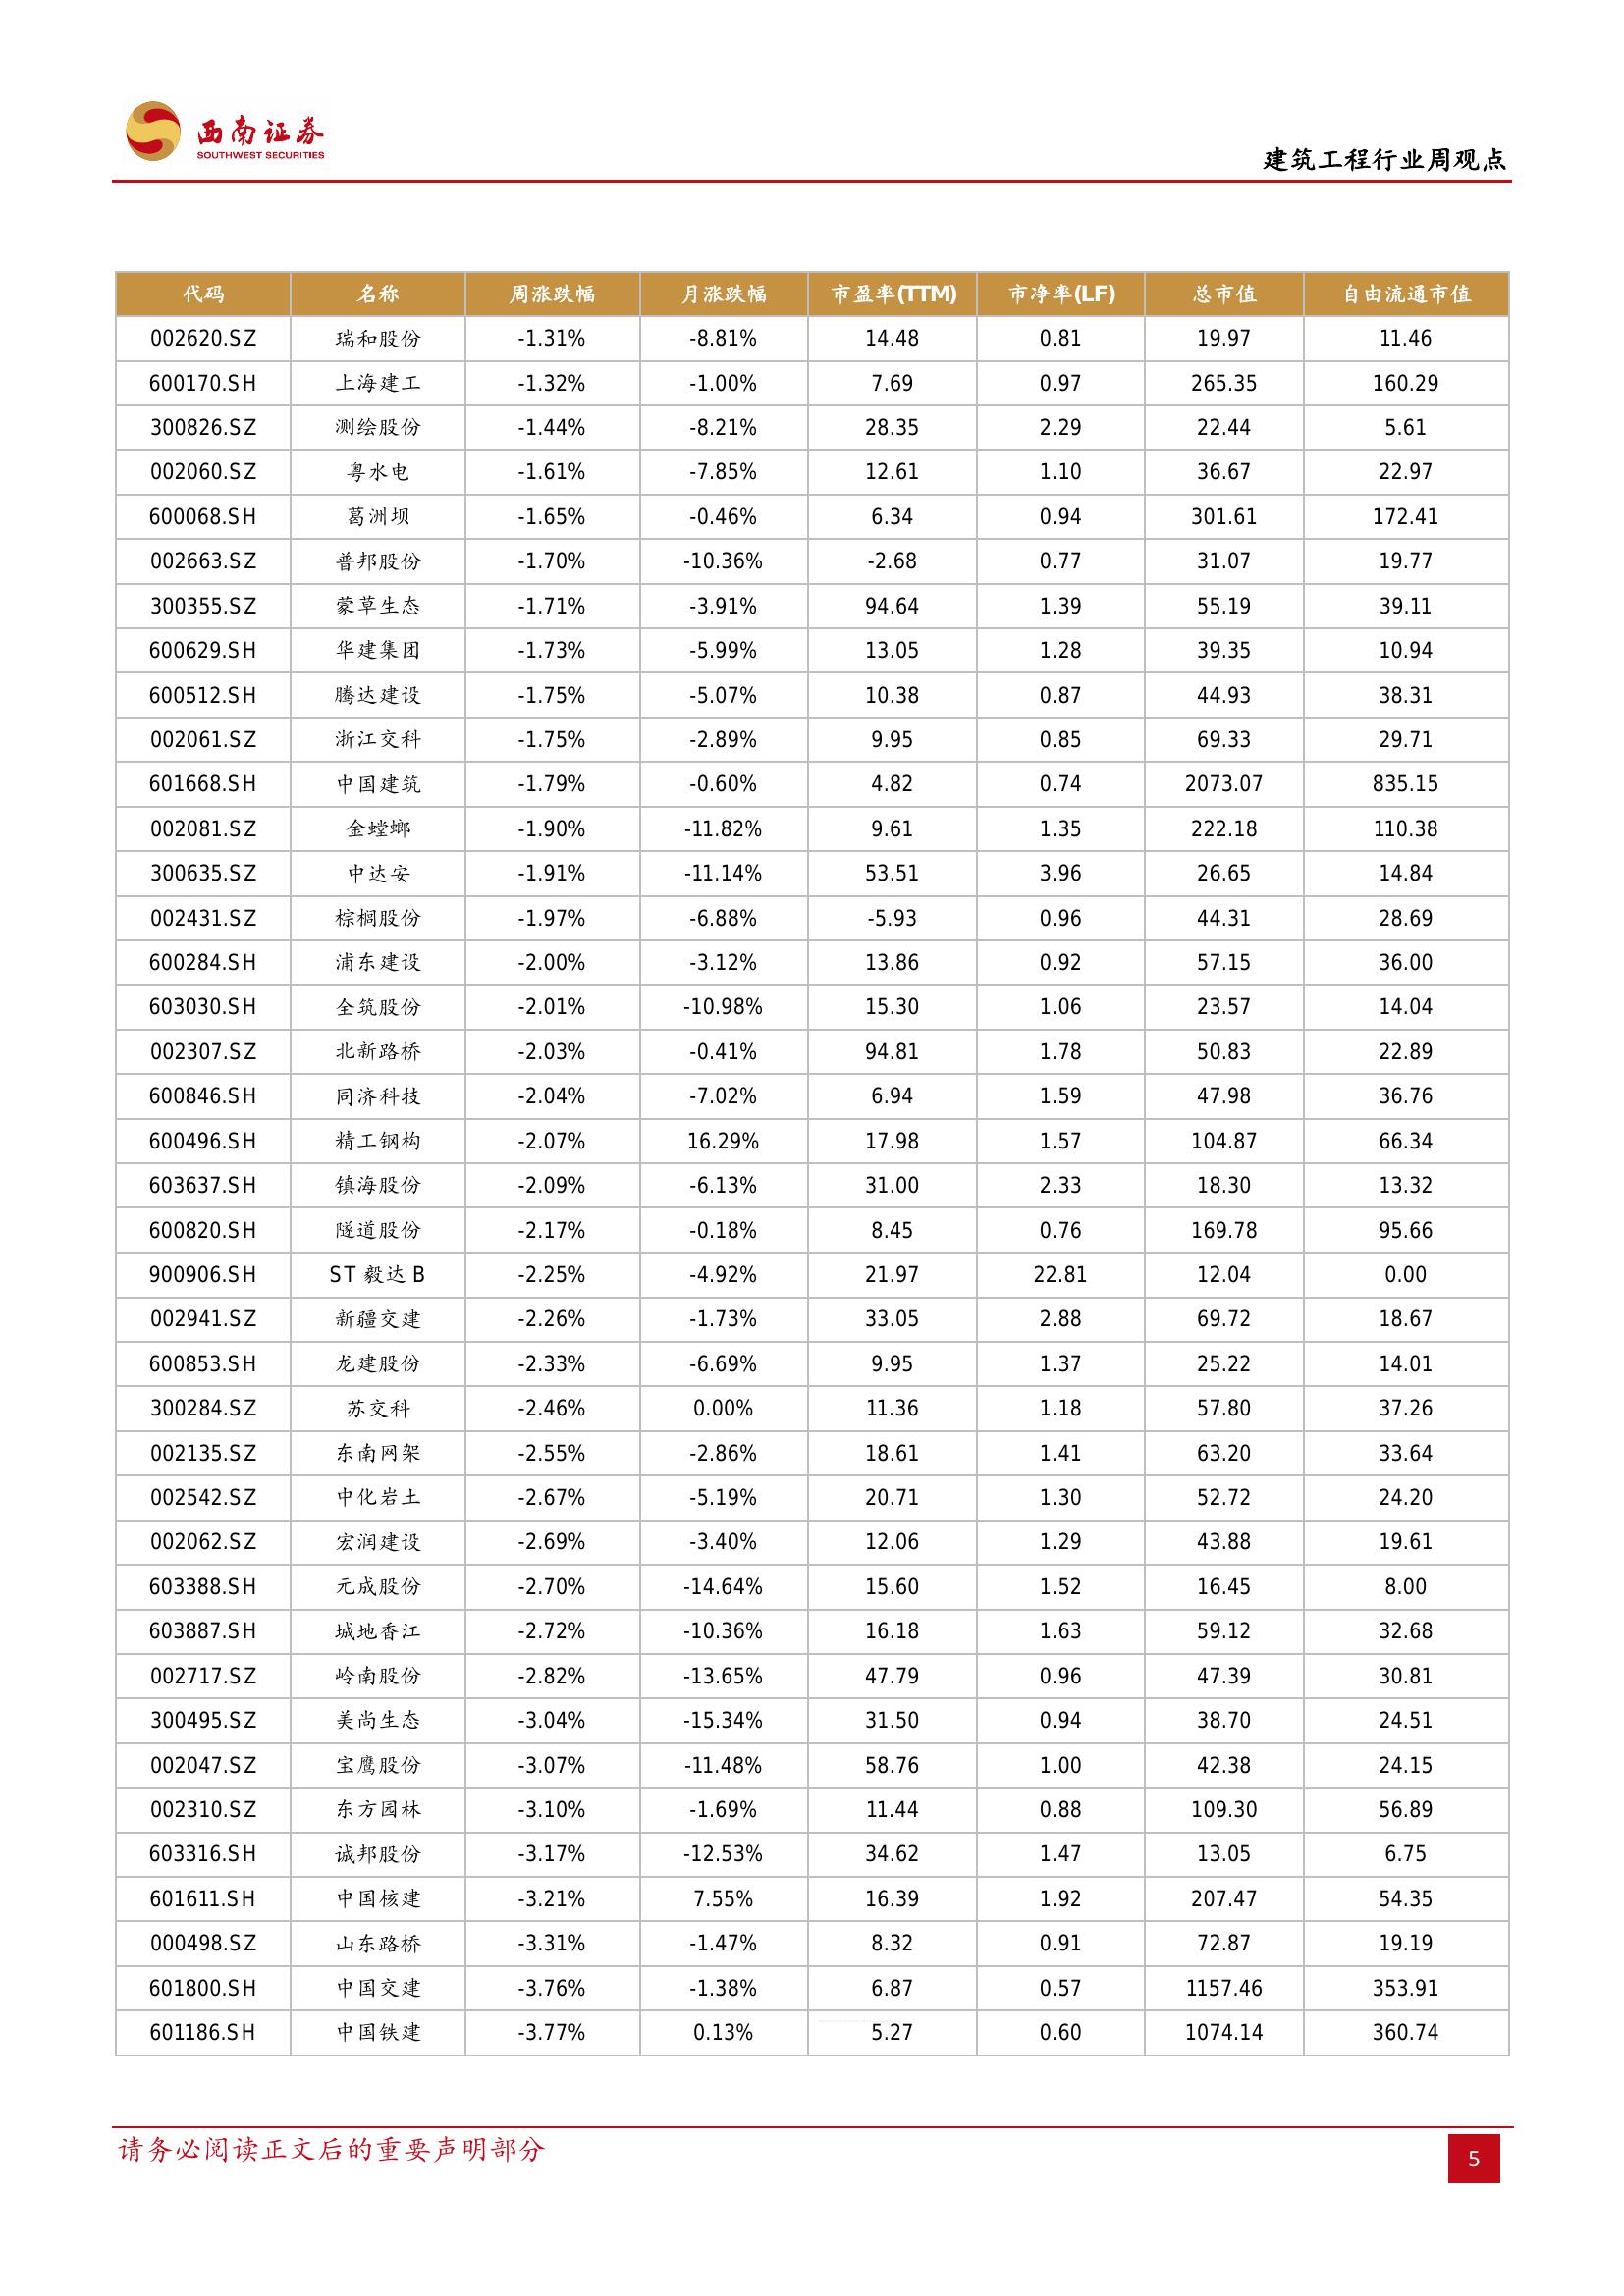 西南证券
SOUTHWEST SECURITIES
建筑工程行业周观点
代码 名称 周涨跌幅 月涨跌幅 市盈率(TTM) 市净率(LF) 总市值 自由流通市值
002620.SZ 瑞和股份 -1.31% -8.81% 14.48 0.81 19.97 11.46
600170.SH 上海建工 -1.32% -1.00% 7.69 0.97 265.35 160.29
300826.SZ 测绘股份 -1.44% -8.21% 28.35 2.29 22.44 5.61
002060.SZ 粤水电 -1.61% -7.85% 12.61 1.10 36.67 22.97
600068.SH 葛洲坝 -1.65% -0.46% 6.34 0.94 301.61 172.41
002663.SZ 普邦股份 -1.70% -10.36% -2.68 0.77 31.07 19.77
300355.SZ 蒙草生态 -1.71% -3.91% 94.64 1.39 55.19 39.11
600629.SH 华建集团 -1.73% -5.99% 13.05 1.28 39.35 10.94
600512.SH 腾达建设 -1.75% -5.07% 10.38 0.87 44.93 38.31
002061.SZ 浙江交科 -1.75% -2.89% 9.95 0.85 69.33 29.71
601668.SH 中国建筑 -1.79% -0.60% 4.82 0.74 2073.07 835.15
002081.SZ 金螳螂 -1.90% -11.82% 9.61 1.35 222.18 110.38
300635.SZ 中达安 -1.91% -11.14% 53.51 3.96 26.65 14.84
002431.SZ 棕榈股份 -1.97% -6.88% -5.93 0.96 44.31 28.69
600284.SH 浦东建设 -2.00% -3.12% 13.86 0.92 57.15 36.00
603030.SH 全筑股份 -2.01% -10.98% 15.30 1.06 23.57 14.04
002307.SZ 北新路桥 -2.03% -0.41% 94.81 1.78 50.83 22.89
600846.SH 同济科技 -2.04% -7.02% 6.94 1.59 47.98 36.76
600496.SH 精工钢构 -2.07% 16.29% 17.98 1.57 104.87 66.34
603637.SH 镇海股份 -2.09% -6.13% 31.00 2.33 18.30 13.32
600820.SH 隧道股份 -2.17% -0.18% 8.45 0.76 169.78 95.66
900906.SH ST 毅达 B -2.25% -4.92% 21.97 22.81 12.04 0.00
002941.SZ 新疆交建 -2.26% -1.73% 33.05 2.88 69.72 18.67
600853.SH 龙建股份 -2.33% -6.69% 9.95 1.37 25.22 14.01
300284.SZ 苏交科 -2.46% 0.00% 11.36 1.18 57.80 37.26
002135.SZ 东南网架 -2.55% -2.86% 18.61 1.41 63.20 33.64
002542.SZ 中化岩土 -2.67% -5.19% 20.71 1.30 52.72 24.20
002062.SZ 宏润建设 -2.69% -3.40% 12.06 1.29 43.88 19.61
603388.SH 元成股份 -2.70% -14.64% 15.60 1.52 16.45 8.00
603887.SH 城地香江 -2.72% -10.36% 16.18 1.63 59.12 32.68
002717.SZ 岭南股份 -2.82% -13.65% 47.79 0.96 47.39 30.81
300495.SZ 美尚生态 -3.04% -15.34% 31.50 0.94 38.70 24.51
002047.SZ 宝鹰股份 -3.07% -11.48% 58.76 1.00 42.38 24.15
002310.SZ 东方园林 -3.10% -1.69% 11.44 0.88 109.30 56.89
603316.SH 诚邦股份 -3.17% -12.53% 34.62 1.47 13.05 6.75
601611.SH 中国核建 -3.21% 7.55% 16.39 1.92 207.47 54.35
000498.SZ 山东路桥 -3.31% -1.47% 8.32 0.91 72.87 19.19
601800.SH 中国交建 -3.76% -1.38% 6.87 0.57 1157.46 353.91
601186.SH 中国铁建 -3.77% 0.13% 5.27 0.60 1074.14 360.74
请务必阅读正文后的重要声明部分
5